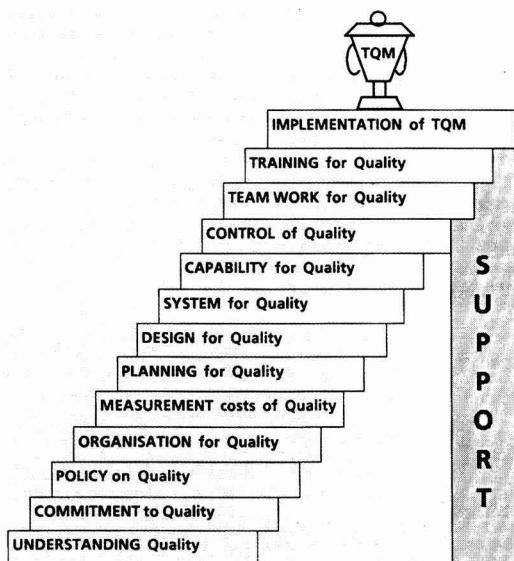 TQM
IMPLEMENTATION of TQM
TRAINING for Quality
TEAM WORK for Quality
CONTROL of Quality
CAPABILITY for Quality
SYSTEM for Quality
DESIGN for Quality
PLANNING for Quality
MEASUREMENT costs of Quality
ORGANISATION for Quality
POLICY on Quality
COMMITMENT to Quality
UNDERSTANDING Quality
SUPPORT